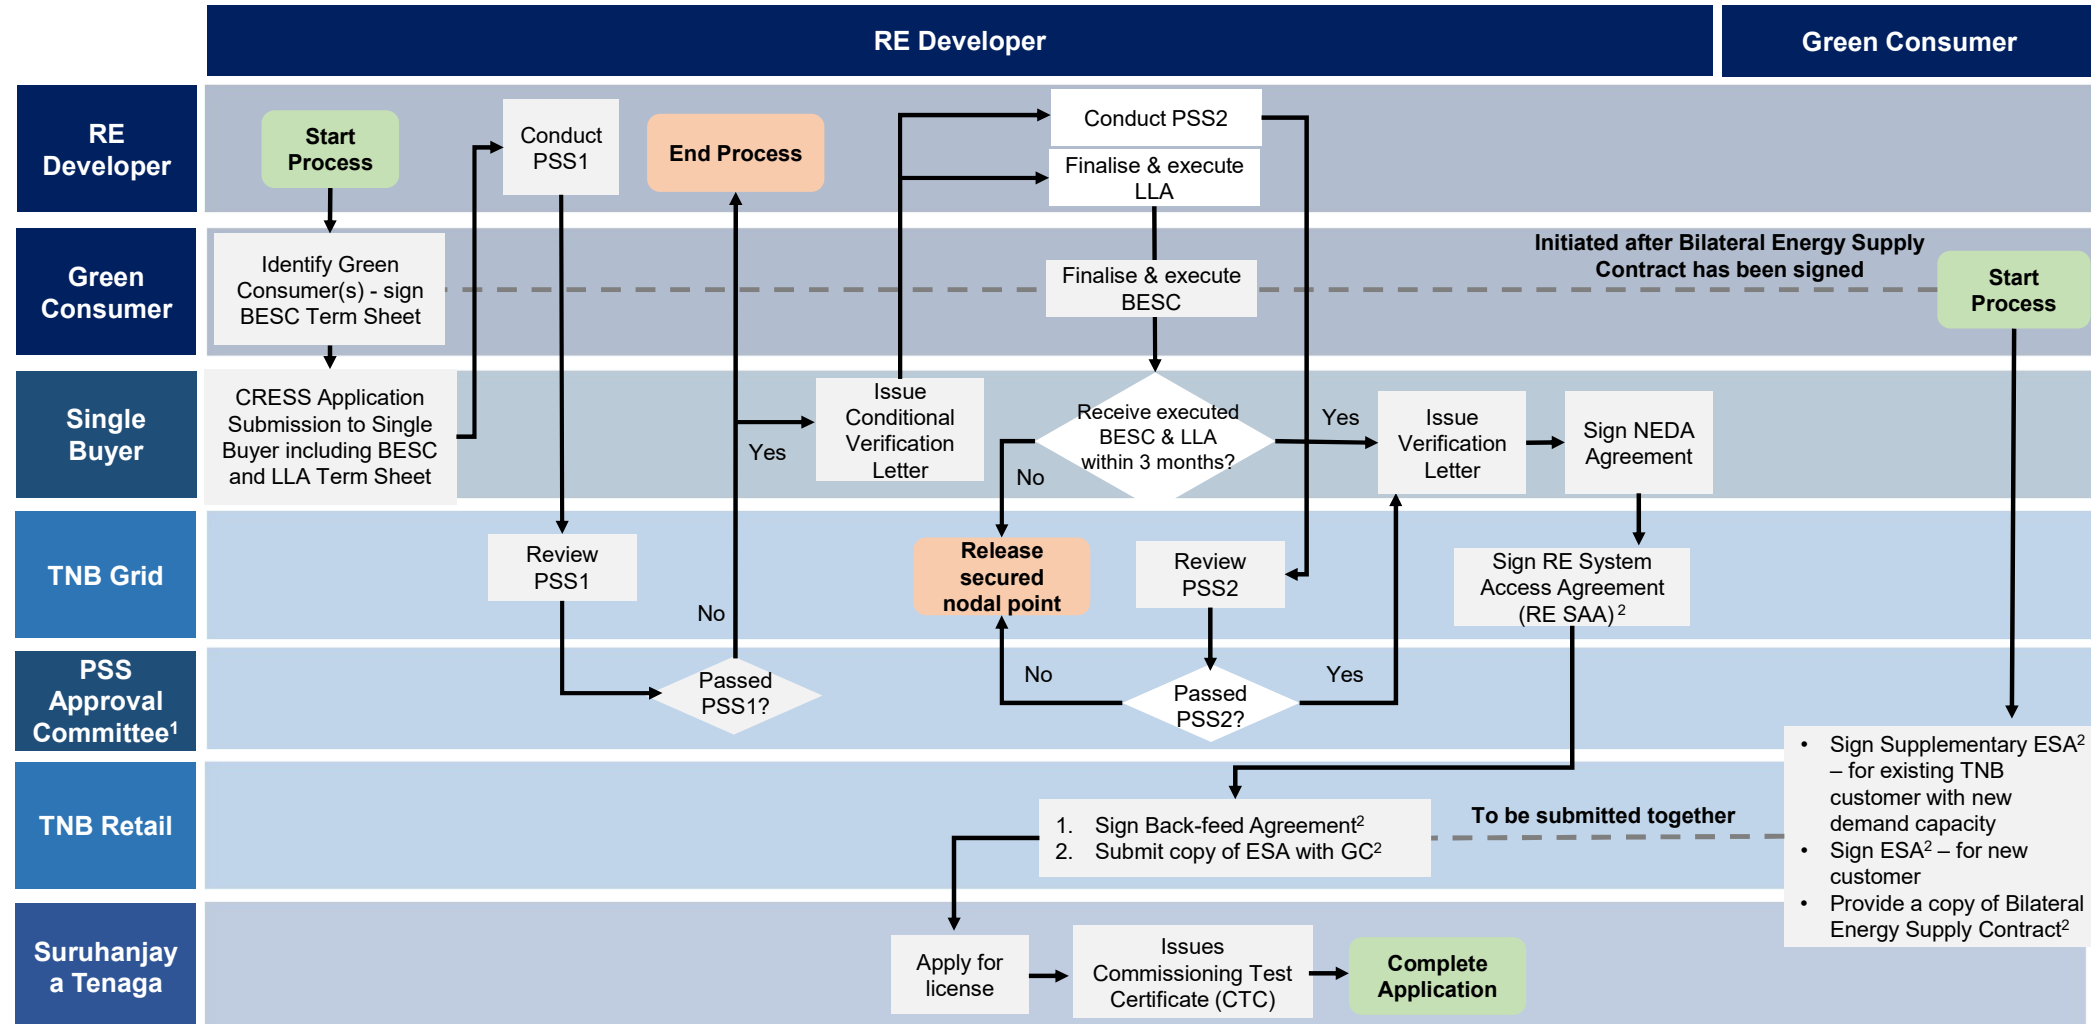 RE Developer
Green Consumer
RE
Developer
Start
Process
Conduct
PSS1
End Process
Conduct PSS2
Finalise & execute
LLA
Green
Consumer
Identify Green
Consumer(s) - sign
BESC Term Sheet
Finalise & execute
BESC
Initiated after Bilateral Energy Supply
Contract has been signed
Start
Process
Single
Buyer
CRESS Application
Submission to Single
Buyer including BESC
and LLA Term Sheet
Yes
Issue
Conditional
Verification
Letter
Receive executed
BESC & LLA
within 3 months?
No
Yes
Issue
Verification
Letter
Sign NEDA
Agreement
TNB Grid
Review
PSS1
No
Release
secured
nodal point
Review
PSS2
Sign RE System
Access Agreement
(RE SAA) ²
PSS
Approval
Committee¹
Passed
PSS1?
No
Passed
PSS2?
Yes
TNB Retail
1. Sign Back-feed Agreement²
2. Submit copy of ESA with GC²
To be submitted together
• Sign Supplementary ESA²
– for existing TNB
customer with new
demand capacity
• Sign ESA² – for new
customer
• Provide a copy of Bilateral
Energy Supply Contract²
Suruhanjay
a Tenaga
Apply for
license
Issues
Commissioning Test
Certificate (CTC)
Complete
Application